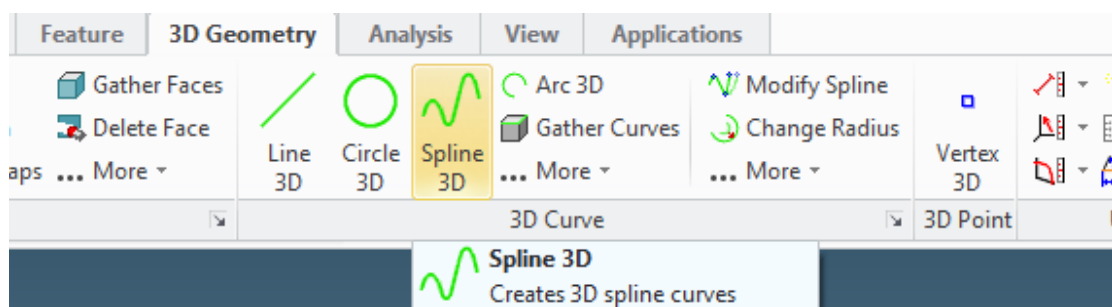 Feature 3D Geometry Analysis View Applications
Gather Faces
Delete Face
aps ... More
Line 3D
Circle 3D
Spline 3D
Arc 3D
Gather Curves
... More
Modify Spline
Change Radius
... More
Vertex 3D
3D Curve
3D Point
Spline 3D
Creates 3D spline curves